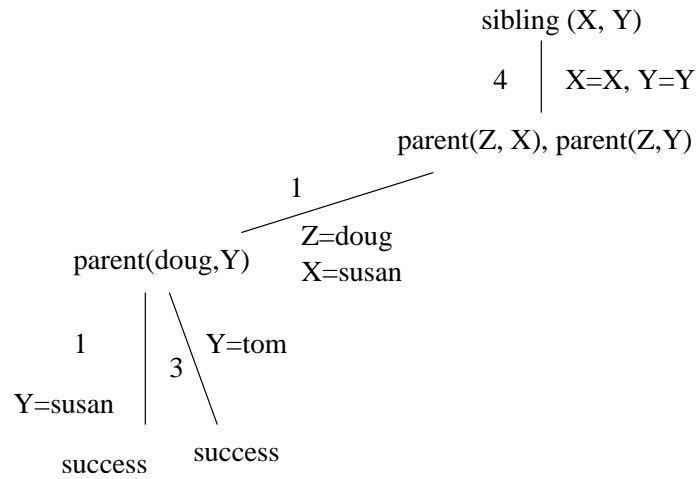 sibling (X, Y)
4 X=X, Y=Y
parent(Z, X), parent(Z,Y)
1
Z=doug
X=susan
parent(doug,Y)
1
Y=tom
3
Y=susan
success
success